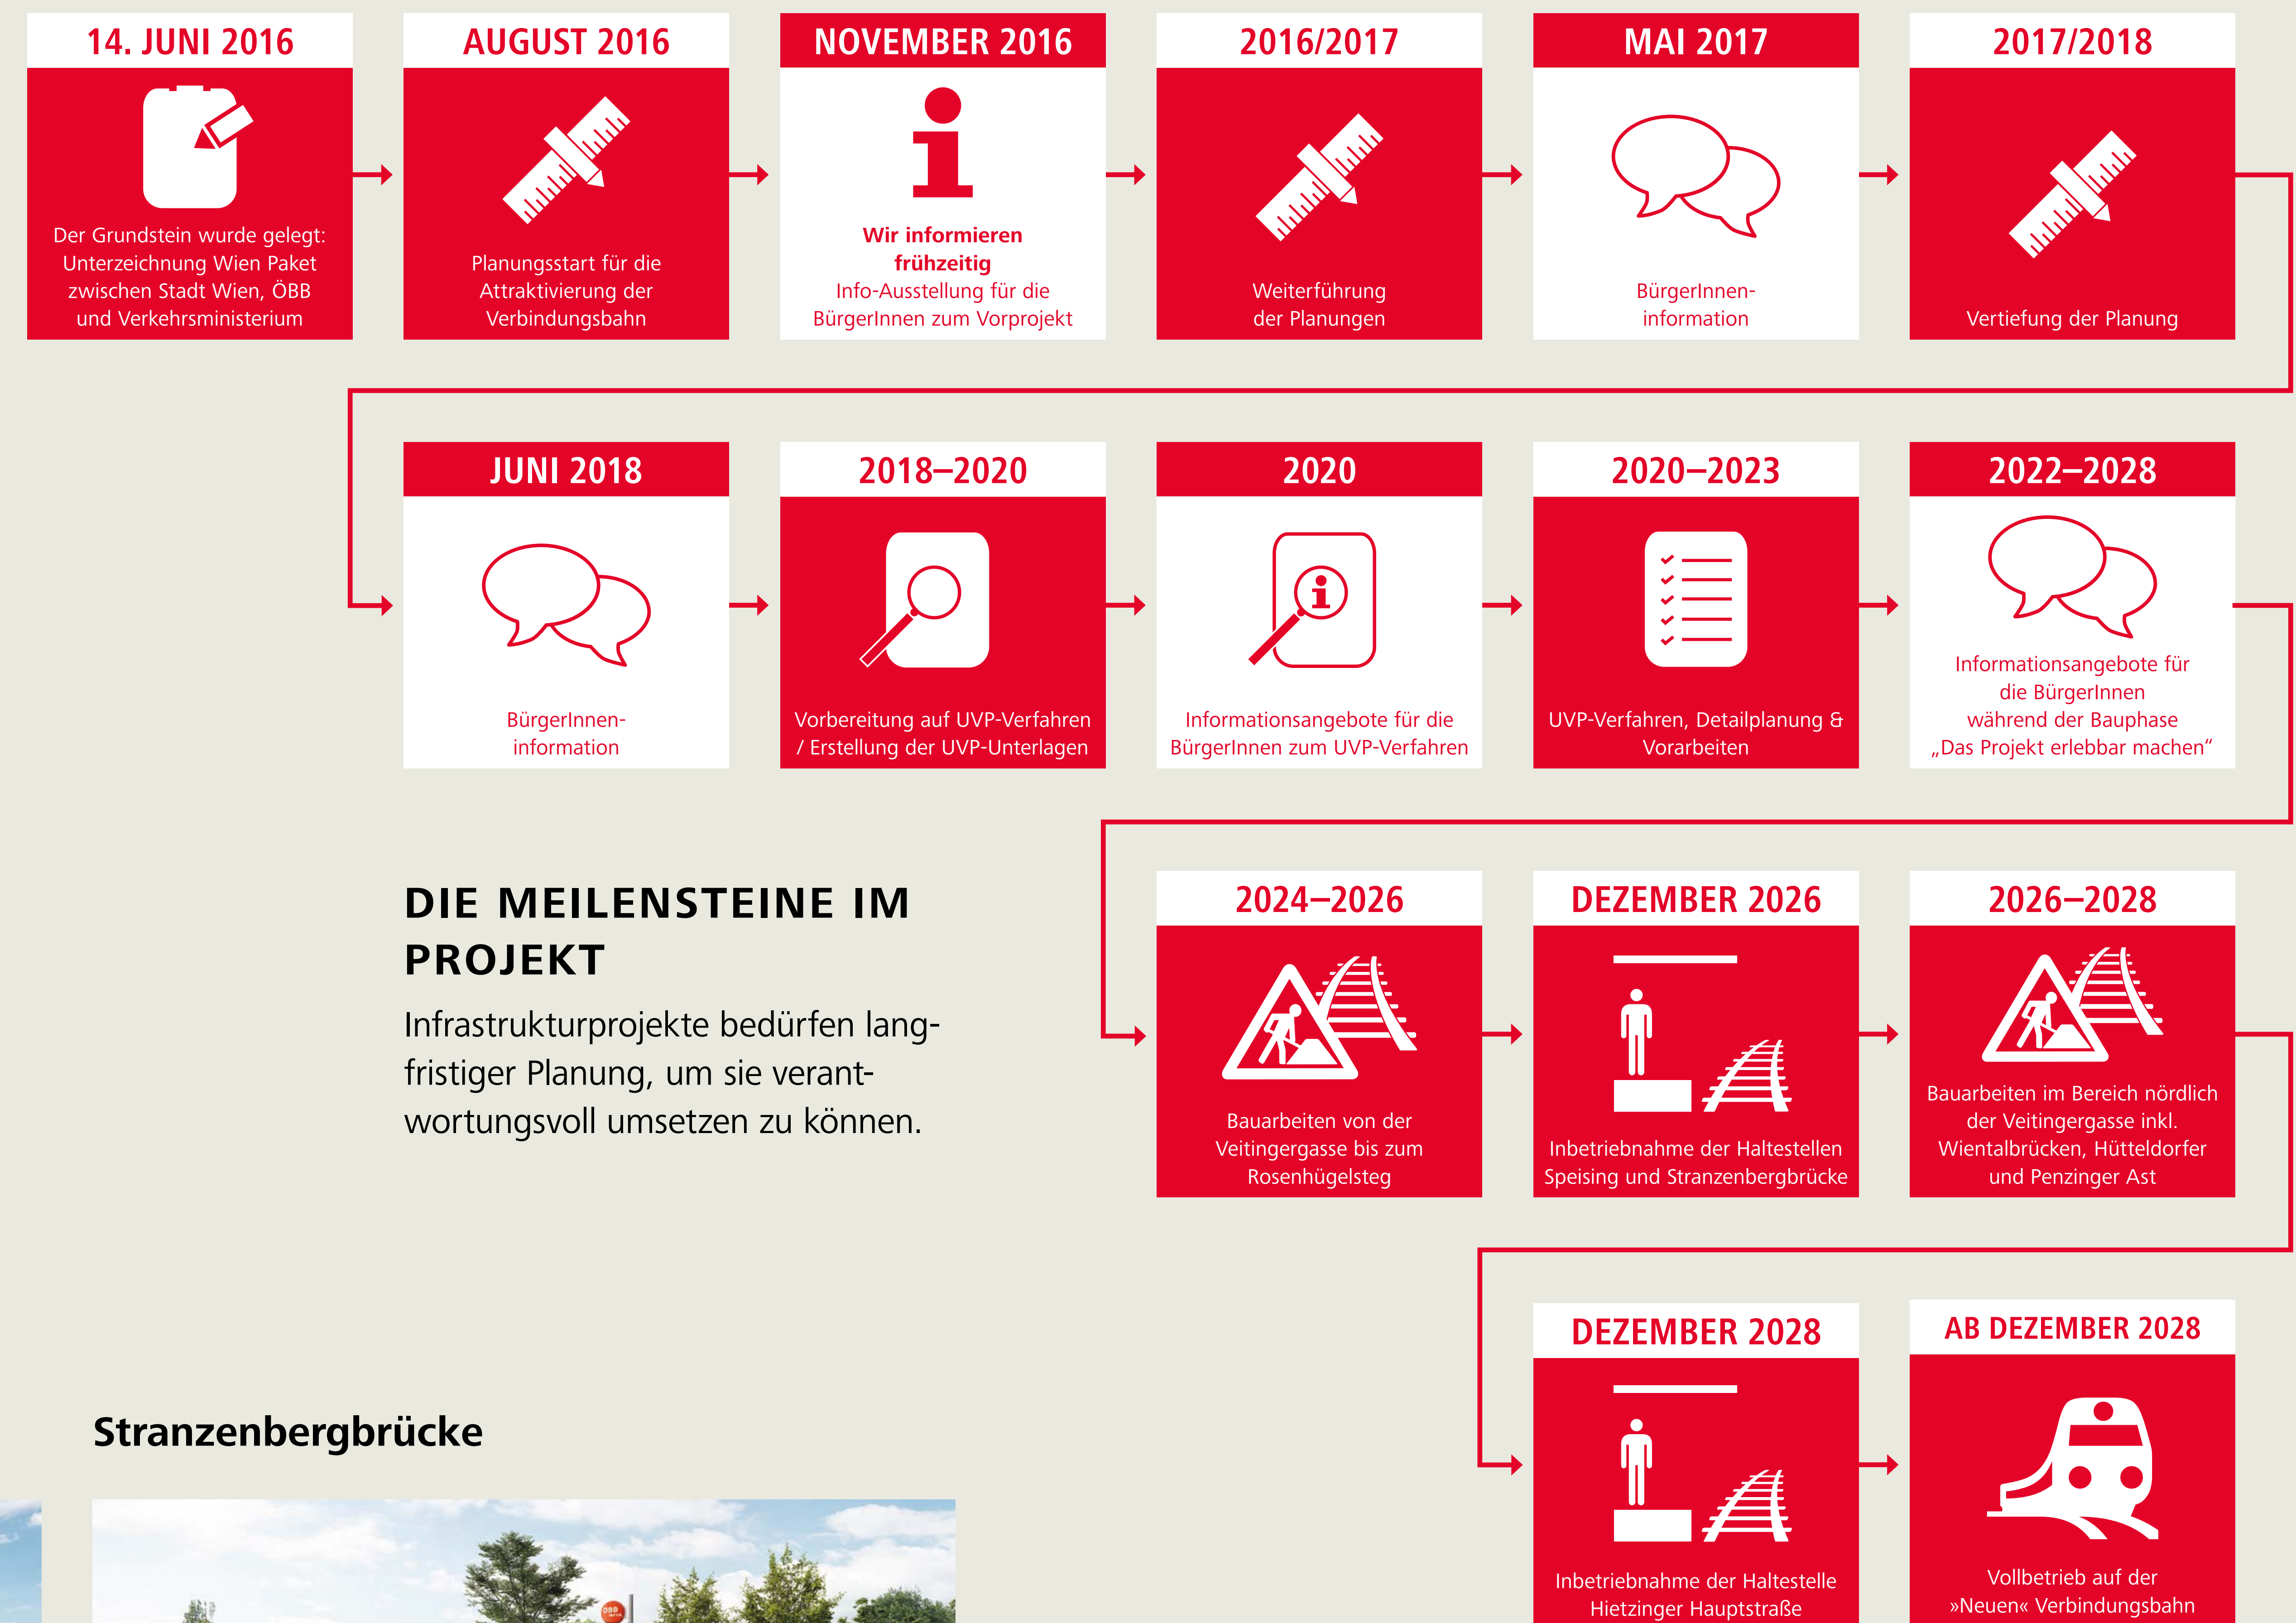 14. JUNI 2016
Der Grundstein wurde gelegt:
Unterzeichnung Wien Paket
zwischen Stadt Wien, ÖBB
und Verkehrsministerium
AUGUST 2016
Planungsstart für die
Attraktivierung der
Verbindungsbahn
NOVEMBER 2016
Wir informieren
frühzeitig
Info-Ausstellung für die
BürgerInnen zum Vorprojekt
2016/2017
Weiterführung
der Planungen
MAI 2017
BürgerInnen-
information
2017/2018
Vertiefung der Planung
JUNI 2018
BürgerInnen-
information
2018–2020
Vorbereitung auf UVP-Verfahren
/ Erstellung der UVP-Unterlagen
2020
Informationsangebote für die
BürgerInnen zum UVP-Verfahren
2020–2023
UVP-Verfahren, Detailplanung &
Vorarbeiten
2022–2028
Informationsangebote für
die BürgerInnen
während der Bauphase
„Das Projekt erlebbar machen“
DIE MEILENSTEINE IM
PROJEKT
Infrastrukturprojekte bedürfen lang-
fristiger Planung, um sie verant-
wortungsvoll umsetzen zu können.
2024–2026
Bauarbeiten von der
Veitingergasse bis zum
Rosenhügelsteg
DEZEMBER 2026
Inbetriebnahme der Haltestellen
Speising und Stranzenbergbrücke
2026–2028
Bauarbeiten im Bereich nördlich
der Veitingergasse inkl.
Wientalbrücken, Hütteldorfer
und Penzinger Ast
DEZEMBER 2028
Inbetriebnahme der Haltestelle
Hietzinger Hauptstraße
AB DEZEMBER 2028
Vollbetrieb auf der
»Neuen« Verbindungsbahn
Stranzenbergbrücke
ÖBB